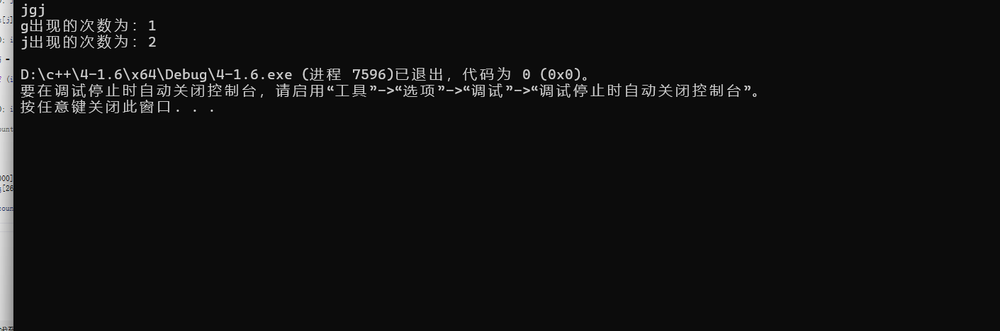 jgj
g出现的次数为: 1
j出现的次数为: 2
D:\c++\4-1.6\x64\Debug\4-1.6.exe (进程 7596)已退出，代码为 0 (0x0)。
要在调试停止时自动关闭控制台，请启用“工具”->“选项”->“调试”->“调试停止时自动关闭控制台”。
按任意键关闭此窗口. . .